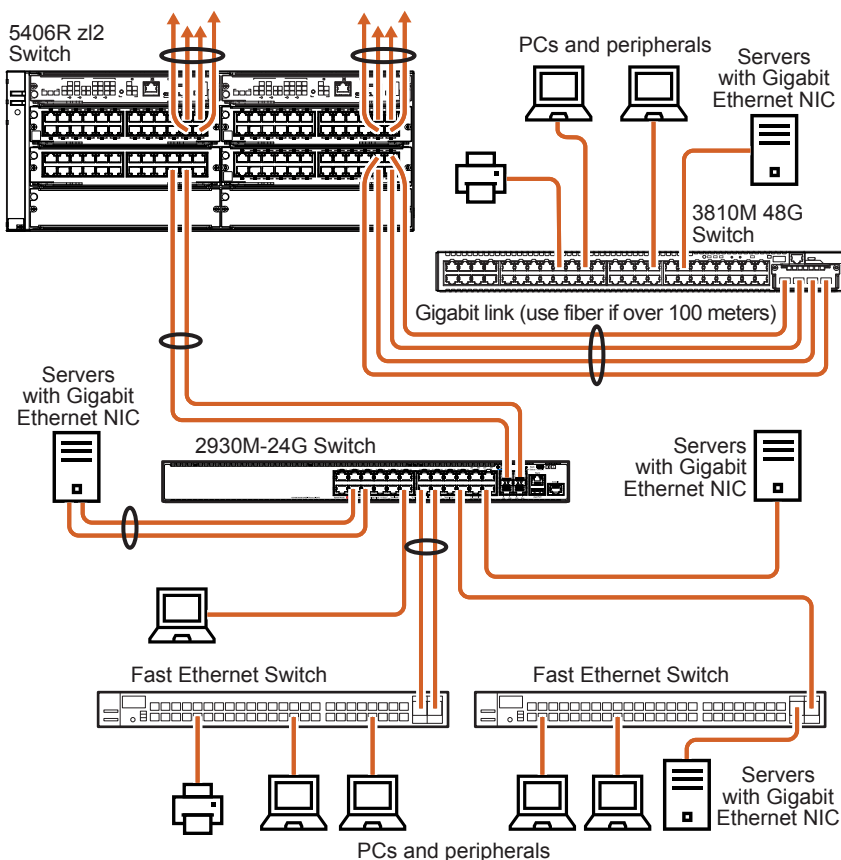 5406R zl2
Switch
PCs and peripherals
Servers
with Gigabit
Ethernet NIC
3810M 48G
Switch
Gigabit link (use fiber if over 100 meters)
Servers
with Gigabit
Ethernet NIC
2930M-24G Switch
Servers
with Gigabit
Ethernet NIC
Fast Ethernet Switch
Fast Ethernet Switch
Servers
with Gigabit
Ethernet NIC
PCs and peripherals